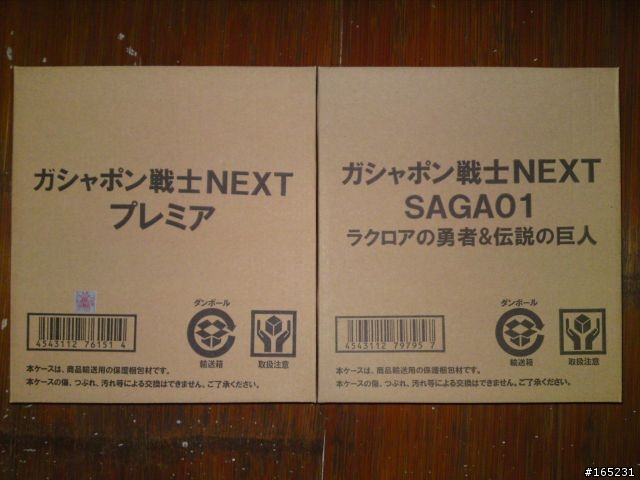 ガシャポン戦士NEXT
プレミア
ダンボール
4543112 76151 4
輸送箱
取扱注意
本ケースは、商品輸送用の保護梱包材です。
本ケースの傷、つぶれ、汚れ等による交換はできません。ご了承ください。
ガシャポン戦士NEXT
SAGA01
ラクロアの勇者&伝説の巨人
ダンボール
4543112 79795 7
輸送箱
取扱注意
本ケースは、商品輸送用の保護梱包材です。
本ケースの傷、つぶれ、汚れ等による交換はできません。ご了承ください。
#165231